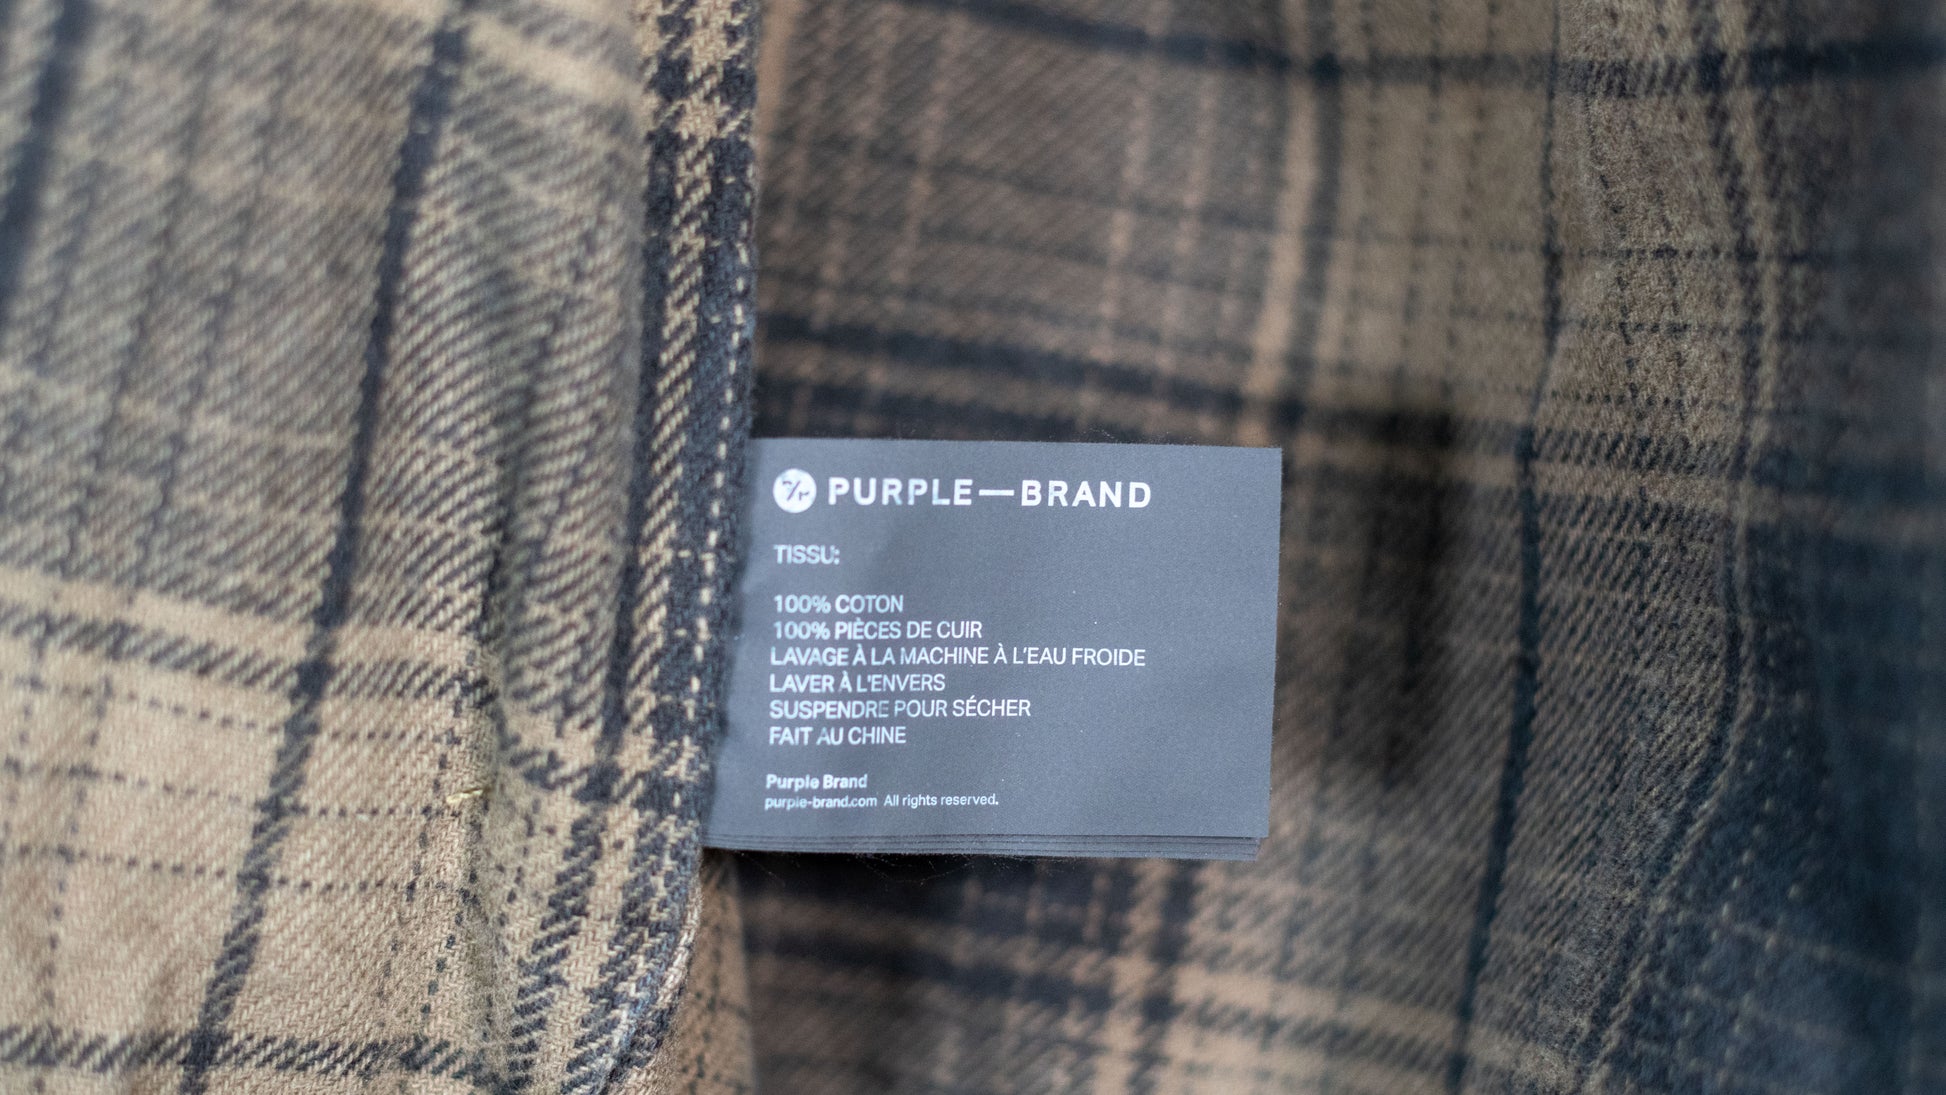 PURPLE—BRAND
TISSU:
100% COTON
100% PIÈCES DE CUIR
LAVAGE À LA MACHINE À L'EAU FROIDE
LAVER À L'ENVERS
SUSPENDRE POUR SÉCHER
FAIT AU CHINE
Purple Brand
purple-brand.com All rights reserved.